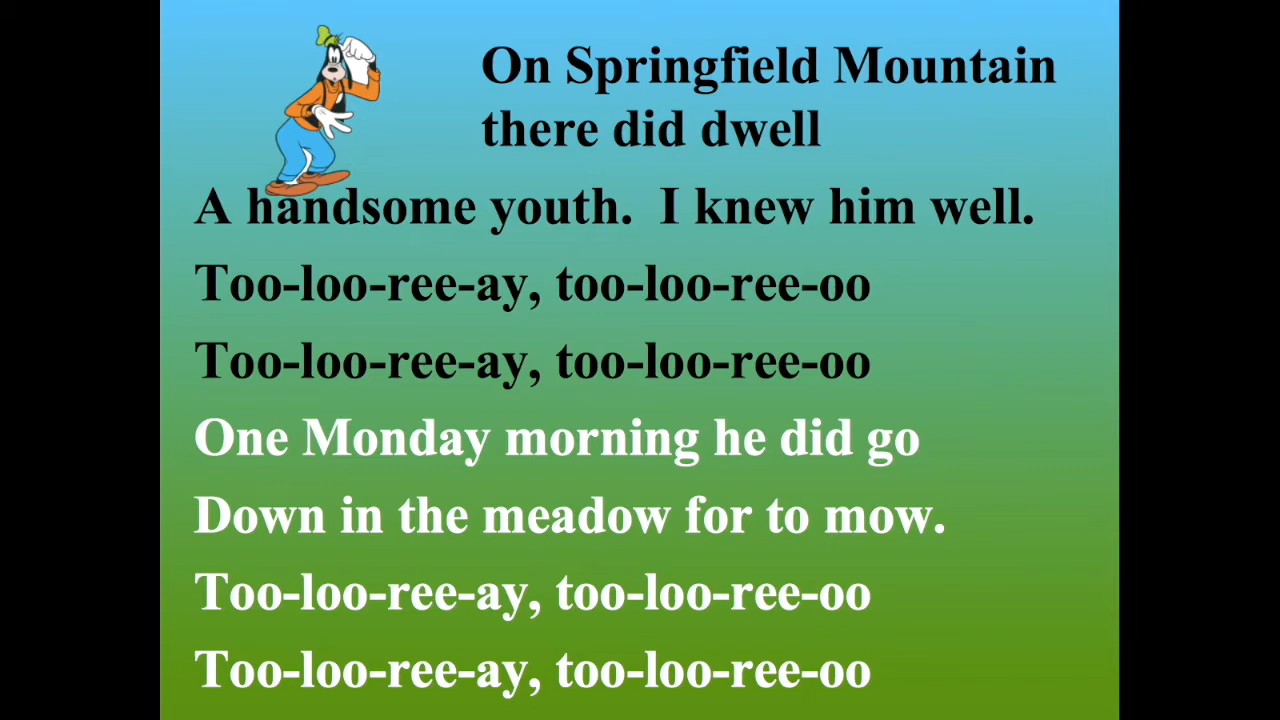 On Springfield Mountain
there did dwell
A handsome youth.  I knew him well.
Too-loo-ree-ay, too-loo-ree-oo
Too-loo-ree-ay, too-loo-ree-oo
One Monday morning he did go
Down in the meadow for to mow.
Too-loo-ree-ay, too-loo-ree-oo
Too-loo-ree-ay, too-loo-ree-oo